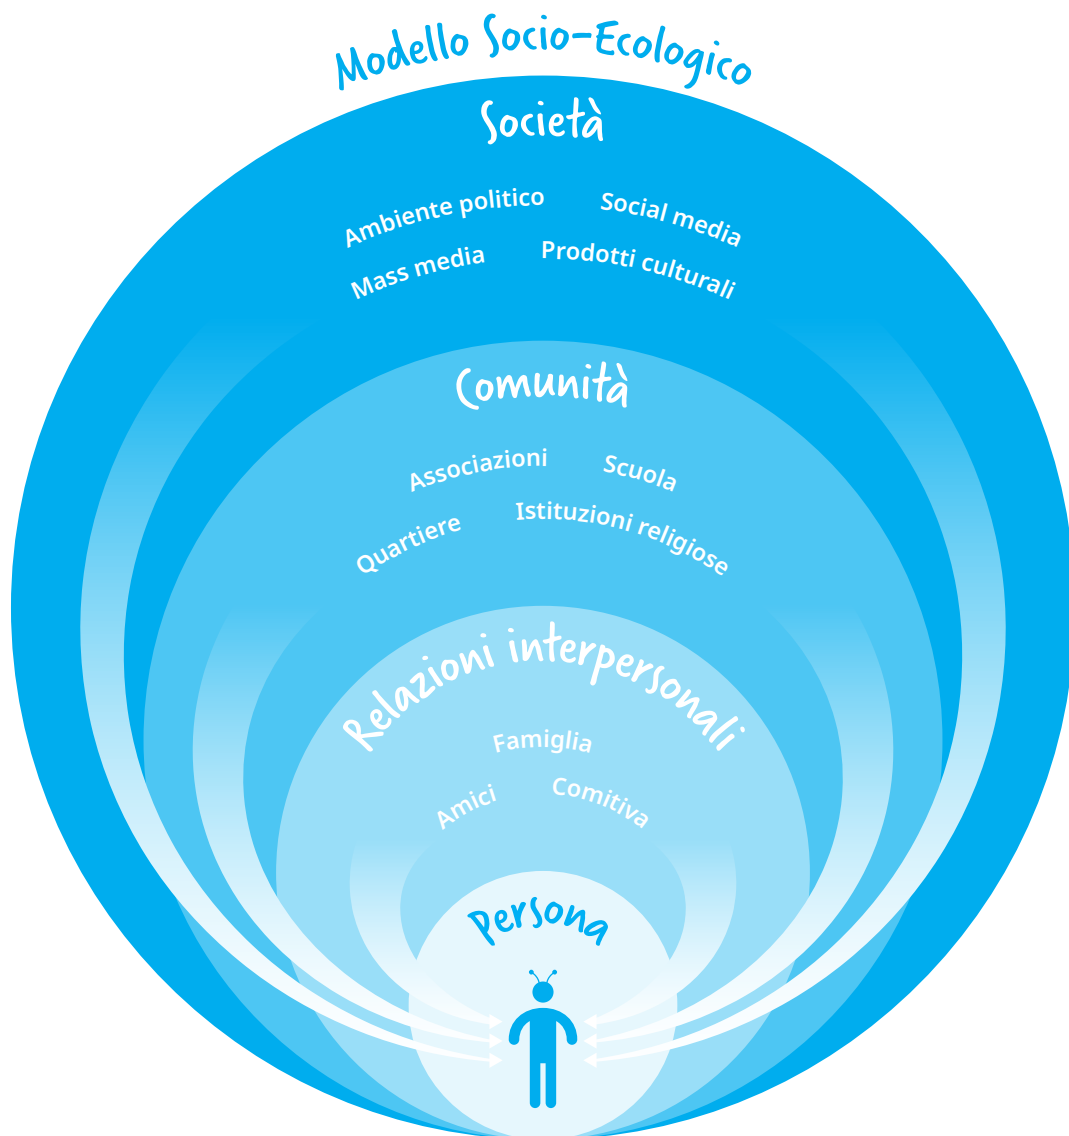 Modello Socio-Ecologico
Società
Ambiente politico
Social media
Mass media
Prodotti culturali
Comunità
Associazioni
Scuola
Quartiere
Istituzioni religiose
Relazioni interpersonali
Famiglia
Amici
Comitiva
Persona